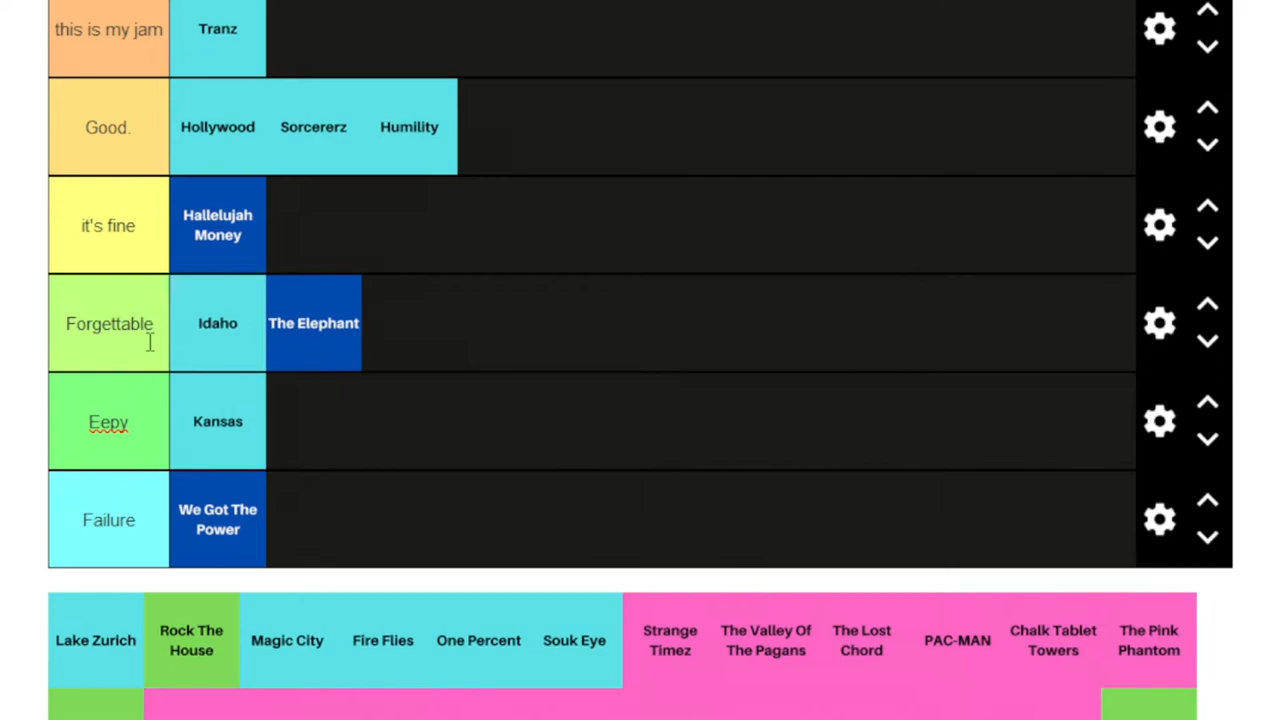 this is my jam
Tranz
Good.
Hollywood
Sorcererz
Humility
it's fine
Hallelujah
Money
Forgettable
Idaho
The Elephant
Eepy
Kansas
Failure
We Got The
Power
Lake Zurich
Rock The
House
Magic City
Fire Flies
One Percent
Souk Eye
Strange
Timez
The Valley Of
The Pagans
The Lost
Chord
PAC-MAN
Chalk Tablet
Towers
The Pink
Phantom